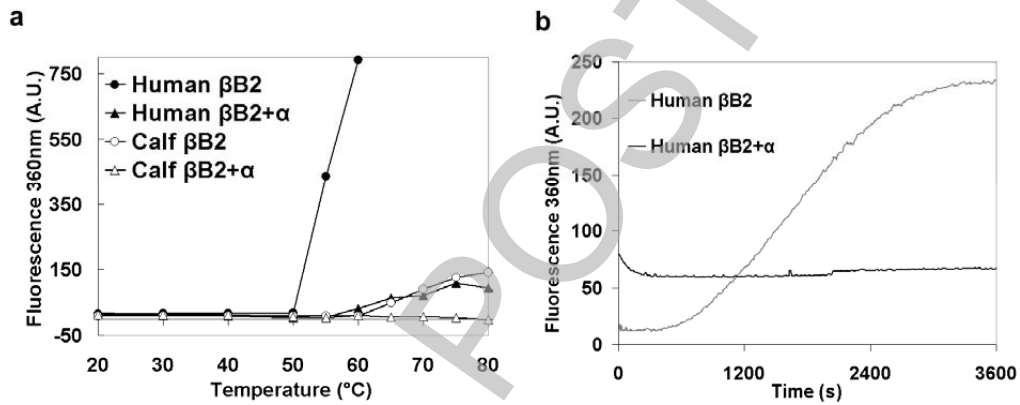 a
Fluorescence 360nm (A.U.)
750
550
350
150
-50
Human βB2
Human βB2+α
Calf βB2
Calf βB2+α
20 30 40 50 60 70 80
Temperature (°C)
b
Fluorescence 360nm (A.U.)
250
200
150
100
50
0
Human βB2
Human βB2+α
0 1200 2400 3600
Time (s)
POST